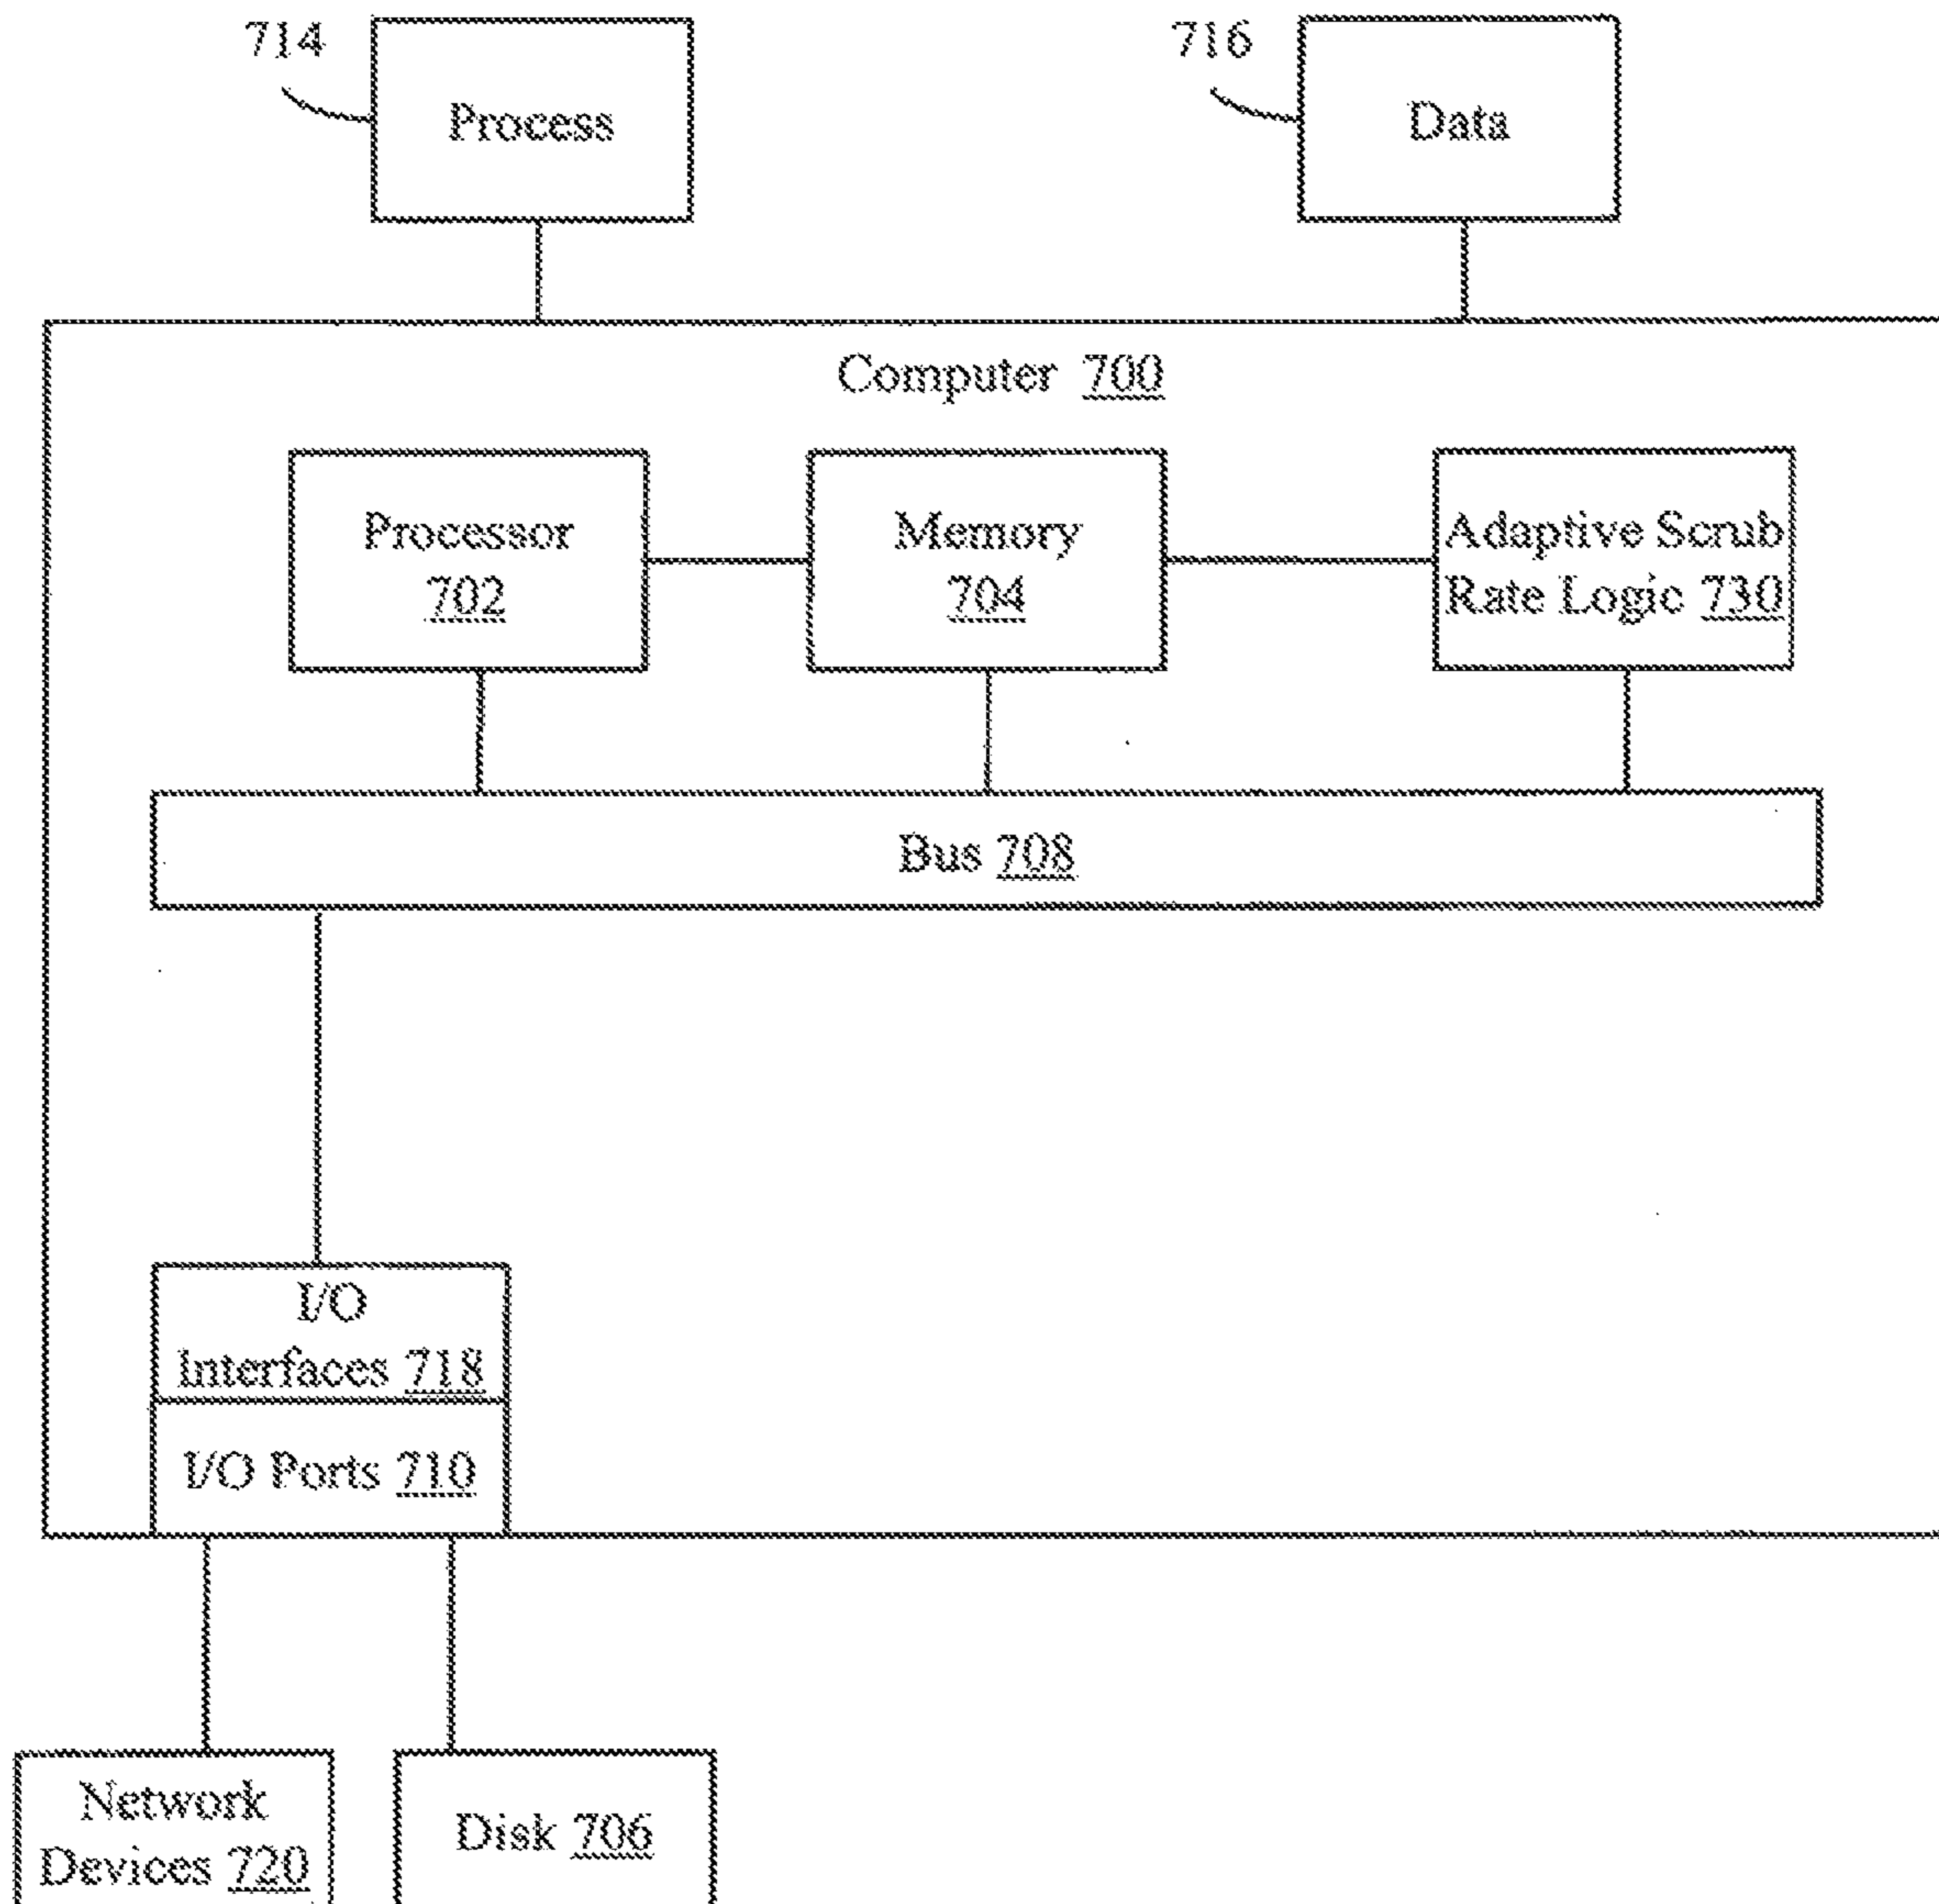 714
Process
716
Data
Computer 700
Processor
702
Memory
704
Adaptive Scrub
Rate Logic 730
Bus 708
I/O
Interfaces 718
I/O Ports 710
Network
Devices 720
Disk 706